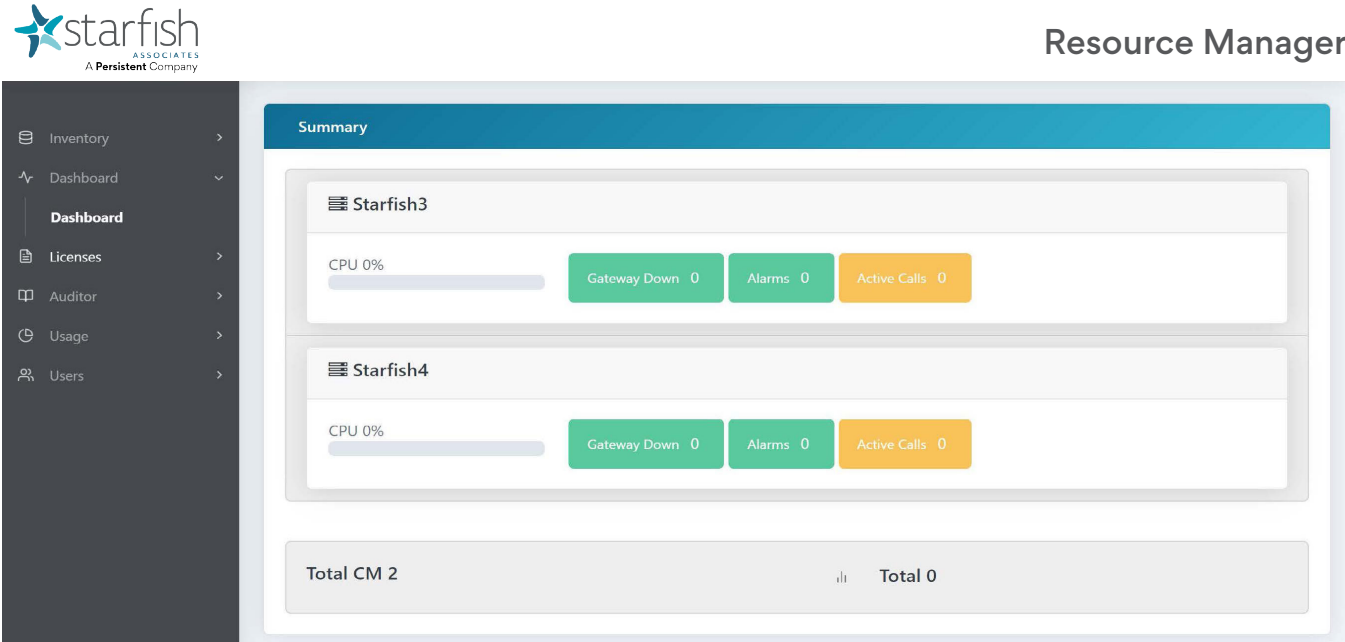 starfish
ASSOCIATES
A Persistent Company
Resource Manager
Inventory
Dashboard
Dashboard
Licenses
Auditor
Usage
Users
Summary
Starfish3
CPU 0%
Gateway Down 0 Alarms 0 Active Calls 0
Starfish4
CPU 0%
Gateway Down 0 Alarms 0 Active Calls 0
Total CM 2 Total 0